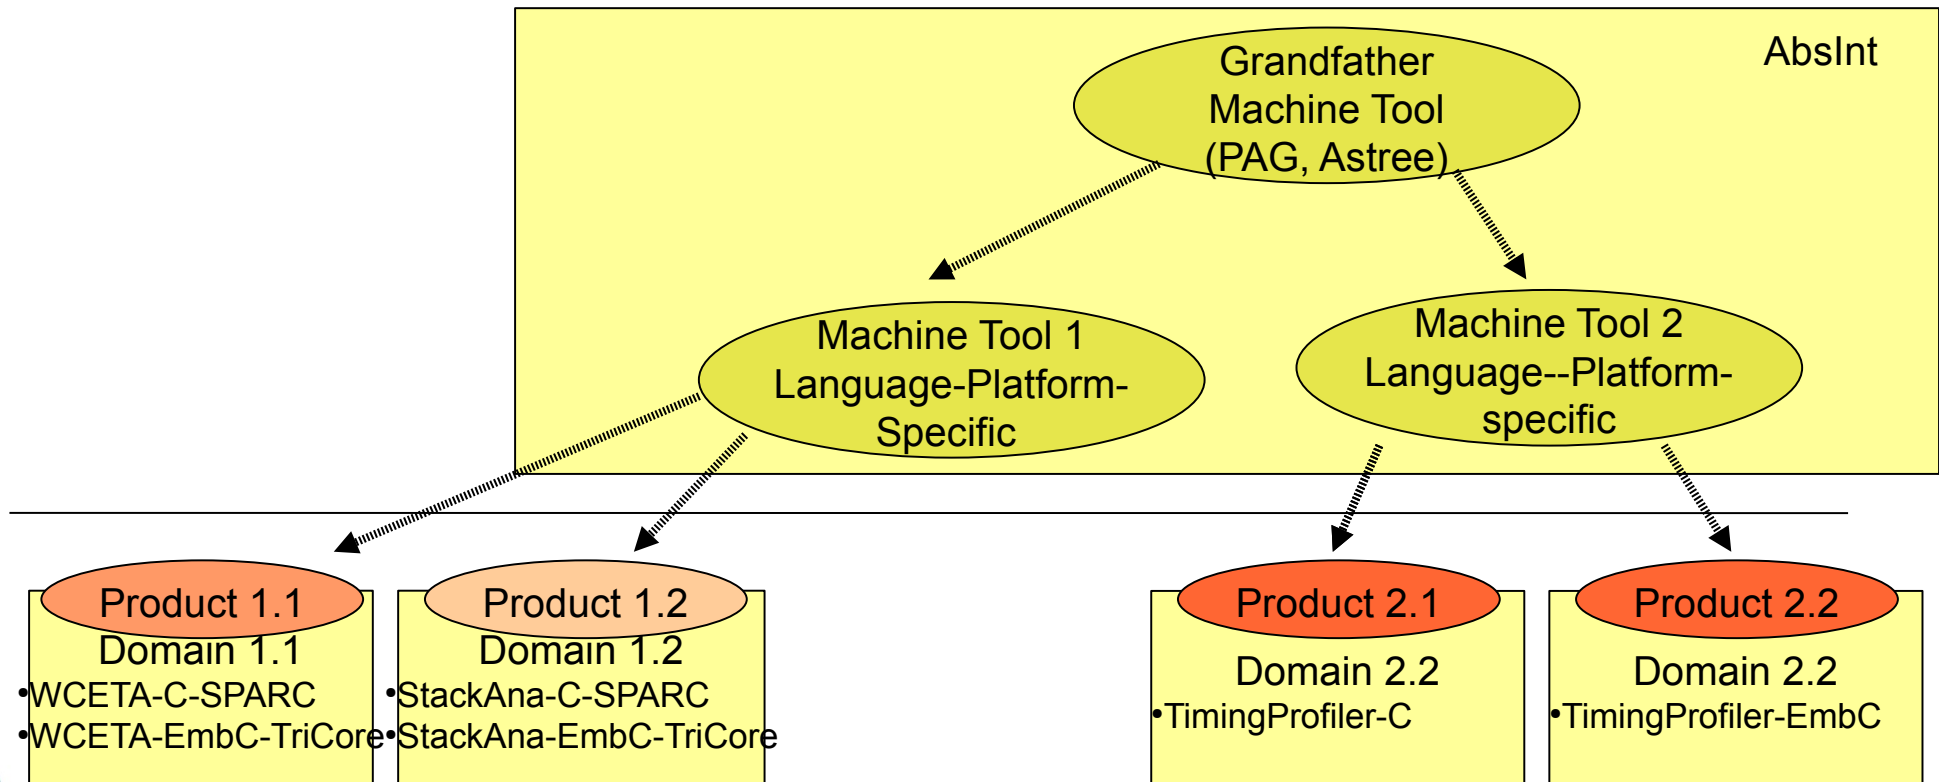 AbsInt
Grandfather
Machine Tool
(PAG, Astree)
Machine Tool 1
Language-Platform-
Specific
Machine Tool 2
Language--Platform-
specific
Product 1.1
Domain 1.1
•WCETA-C-SPARC
•WCETA-EmbC-TriCore
Product 1.2
Domain 1.2
•StackAna-C-SPARC
•StackAna-EmbC-TriCore
Product 2.1
Domain 2.2
•TimingProfiler-C
Product 2.2
Domain 2.2
•TimingProfiler-EmbC